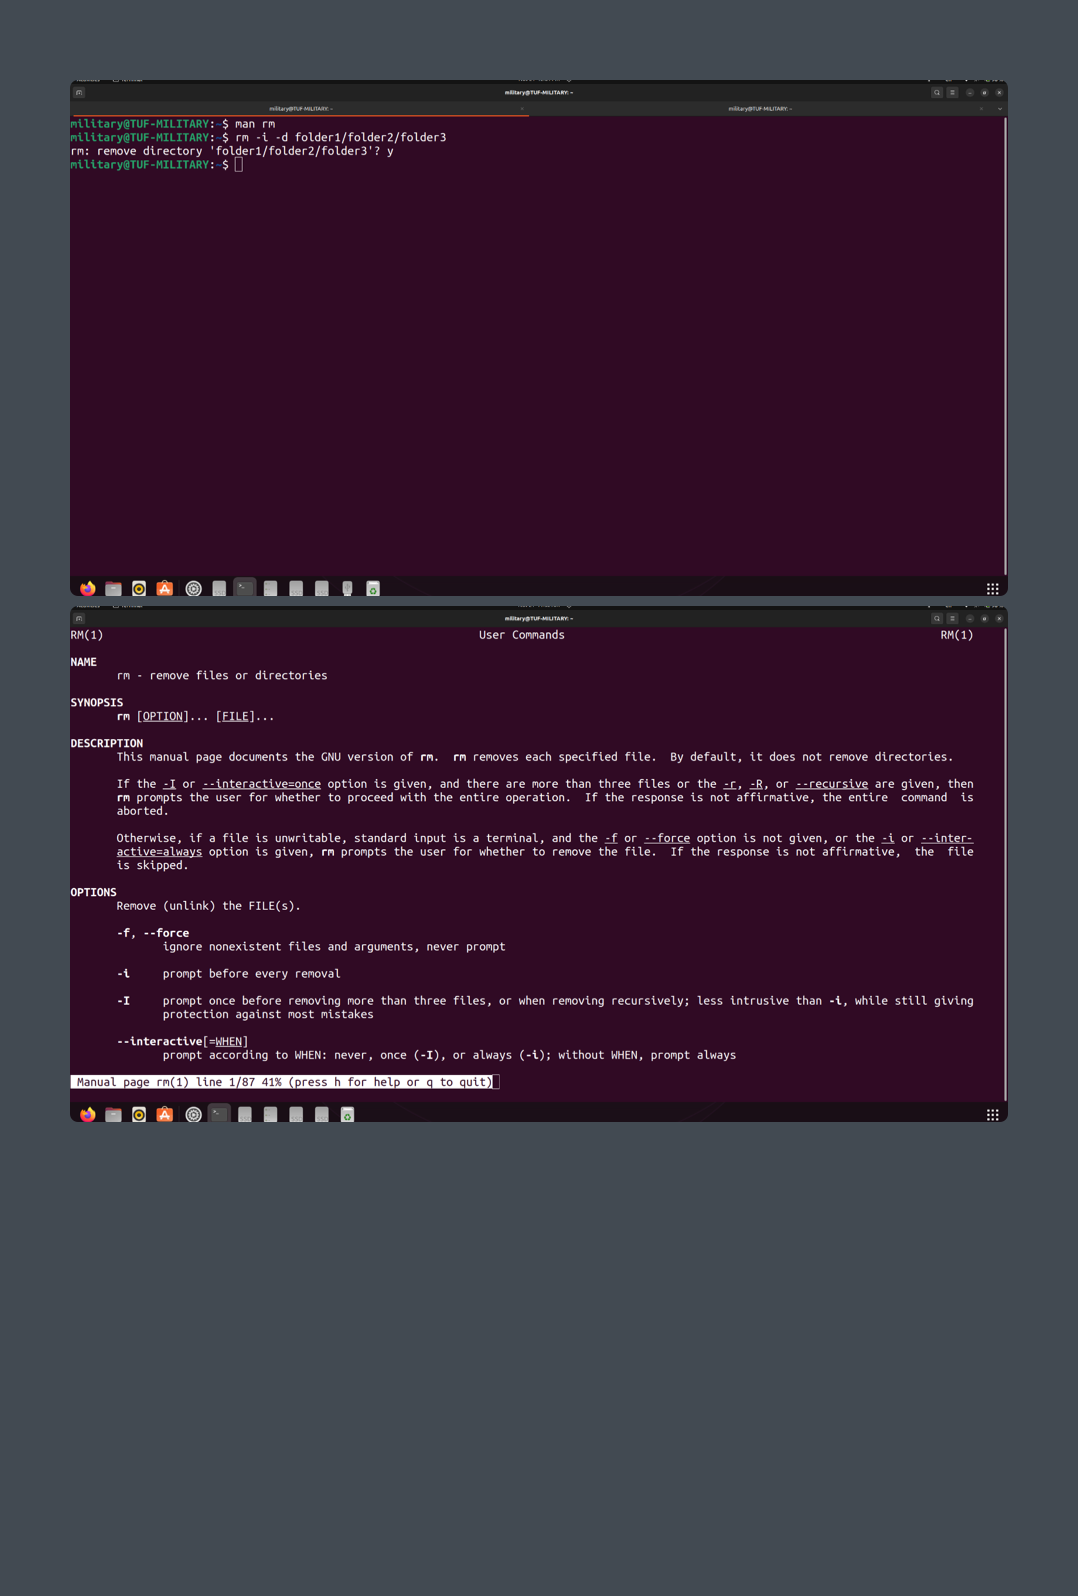 military@TUF-MILITARY: ~
military@TUF-MILITARY: ~
military@TUF-MILITARY: ~
military@TUF-MILITARY:~$ man rm
military@TUF-MILITARY:~$ rm -i -d folder1/folder2/folder3
rm: remove directory 'folder1/folder2/folder3'? y
military@TUF-MILITARY:~$
military@TUF-MILITARY: ~
RM(1) User Commands RM(1)
NAME
rm - remove files or directories
SYNOPSIS
rm [OPTION]... [FILE]...
DESCRIPTION
This manual page documents the GNU version of rm. rm removes each specified file. By default, it does not remove directories.
If the -I or --interactive=once option is given, and there are more than three files or the -r, -R, or --recursive are given, then
rm prompts the user for whether to proceed with the entire operation. If the response is not affirmative, the entire command is
aborted.
Otherwise, if a file is unwritable, standard input is a terminal, and the -f or --force option is not given, or the -i or --inter-
active=always option is given, rm prompts the user for whether to remove the file. If the response is not affirmative, the file
is skipped.
OPTIONS
Remove (unlink) the FILE(s).
-f, --force
ignore nonexistent files and arguments, never prompt
-i prompt before every removal
-I prompt once before removing more than three files, or when removing recursively; less intrusive than -i, while still giving
protection against most mistakes
--interactive[=WHEN]
prompt according to WHEN: never, once (-I), or always (-i); without WHEN, prompt always
Manual page rm(1) line 1/87 41% (press h for help or q to quit)